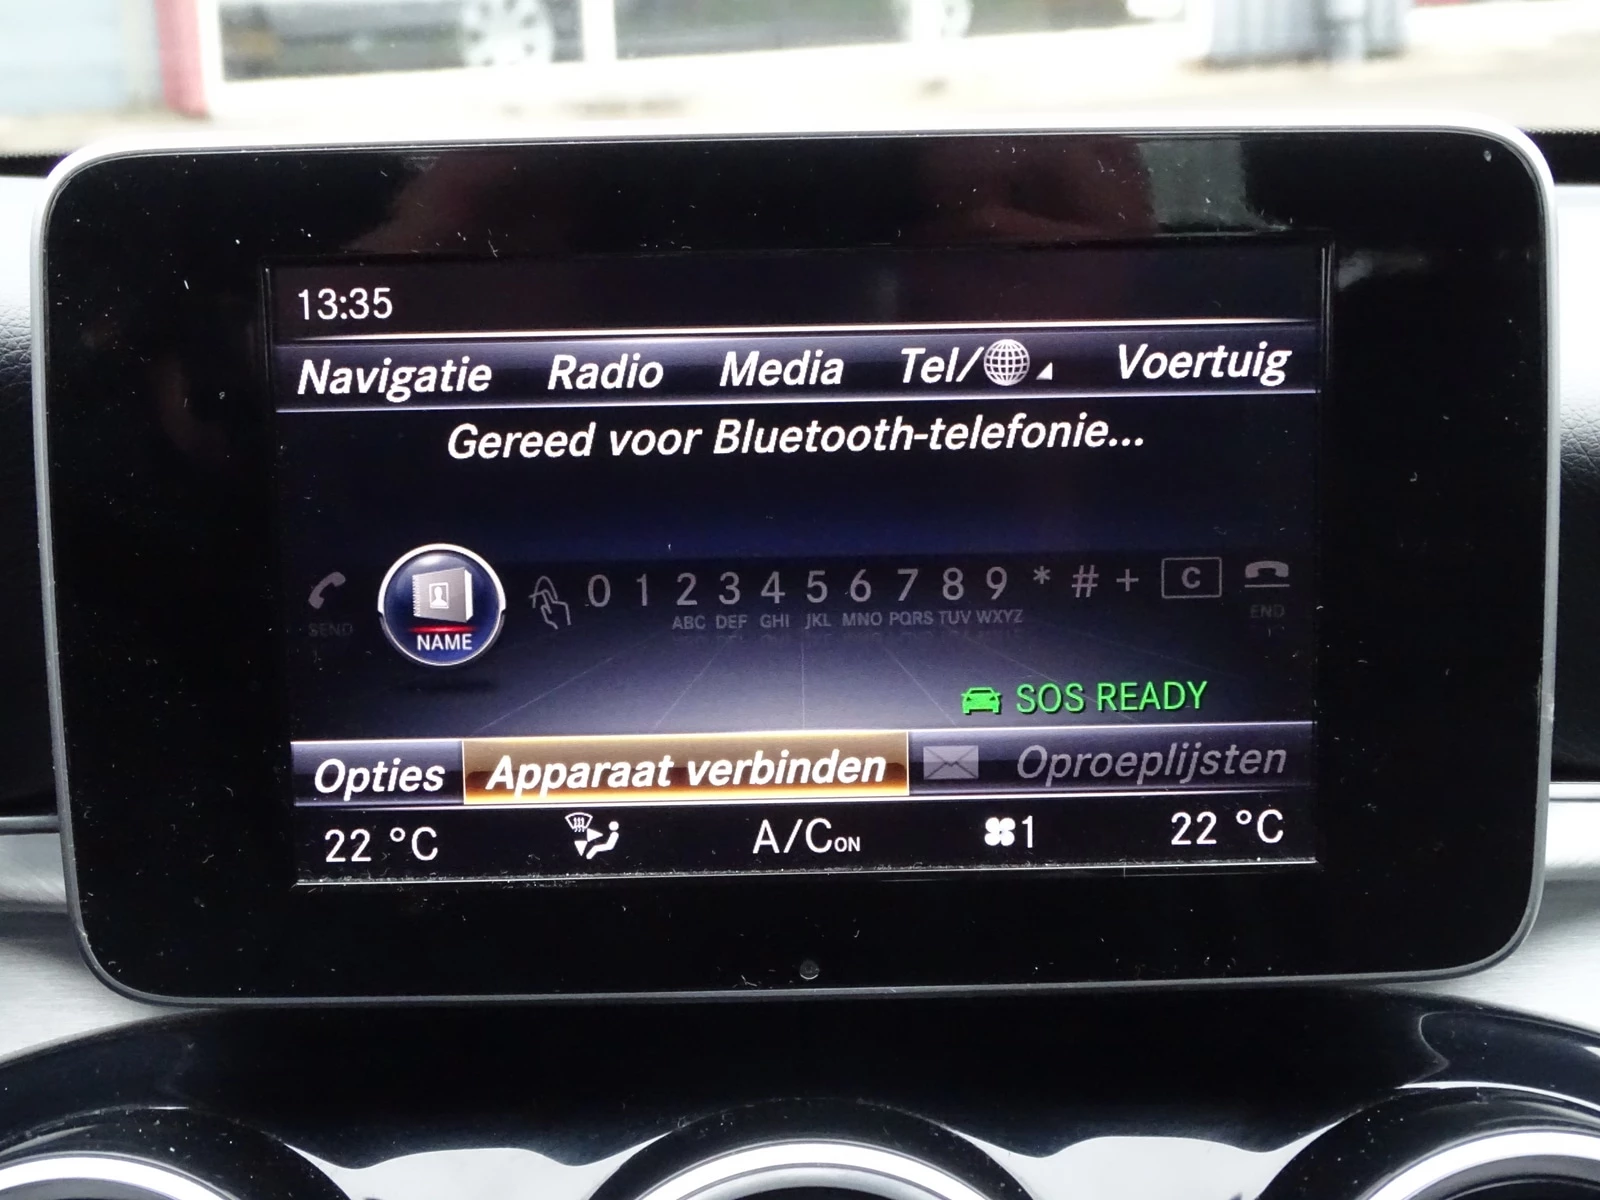 13:35
Navigatie Radio Media Tel/ Voertuig
Gereed voor Bluetooth-telefonie...
SEND NAME 0 1 2 3 4 5 6 7 8 9 * # + C END
ABC DEF GHI JKL MNO PQRS TUV WXYZ
SOS READY
Opties Apparaat verbinden Oproeplijsten
22 °C A/C ON 1 22 °C